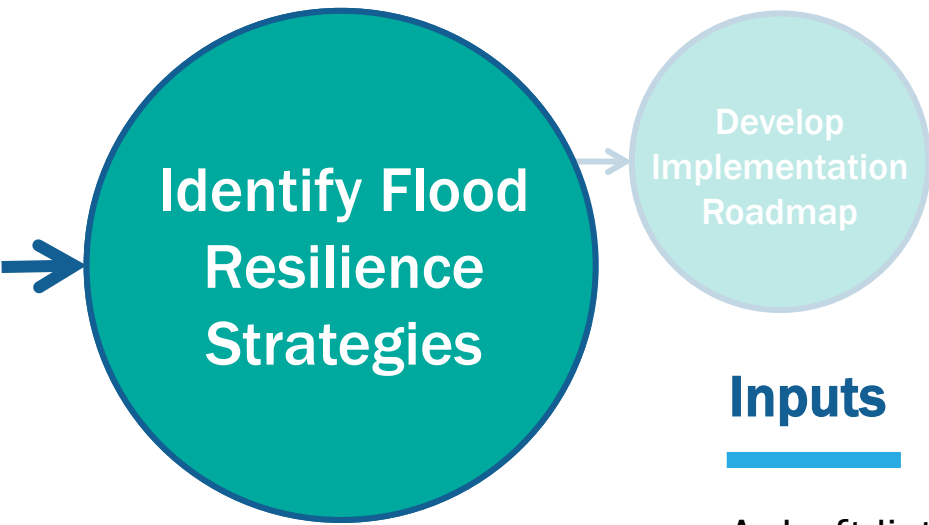 Identify Flood
Resilience
Strategies
Develop
Implementation
Roadmap
Inputs